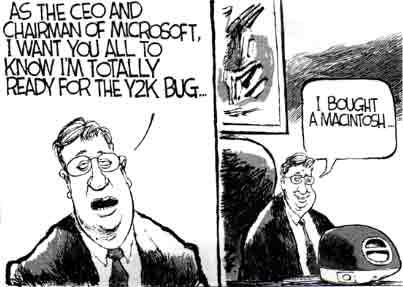 AS THE CEO AND
CHAIRMAN OF MICROSOFT,
I WANT YOU ALL TO
KNOW I'M TOTALLY
READY FOR THE Y2K BUG...
I BOUGHT
A MACINTOSH...